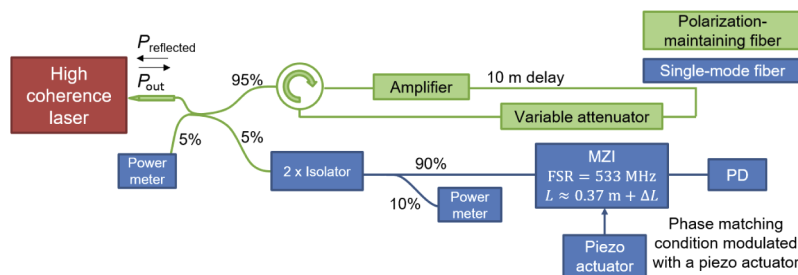 Polarization-
maintaining fiber
Single-mode fiber
P_reflected
P_out
High
coherence
laser
95%
5%
5%
Power
meter
Amplifier
10 m delay
Variable attenuator
2 x Isolator
90%
10%
Power
meter
MZI
FSR = 533 MHz
L ≈ 0.37 m + ΔL
PD
Piezo
actuator
Phase matching
condition modulated
with a piezo actuator